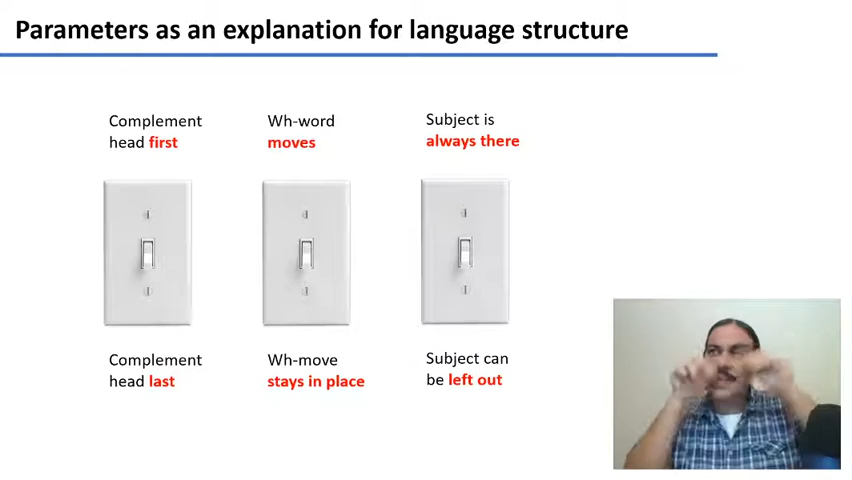 Parameters as an explanation for language structure
Complement
head first
Wh-word
moves
Subject is
always there
Complement
head last
Wh-move
stays in place
Subject can
be left out